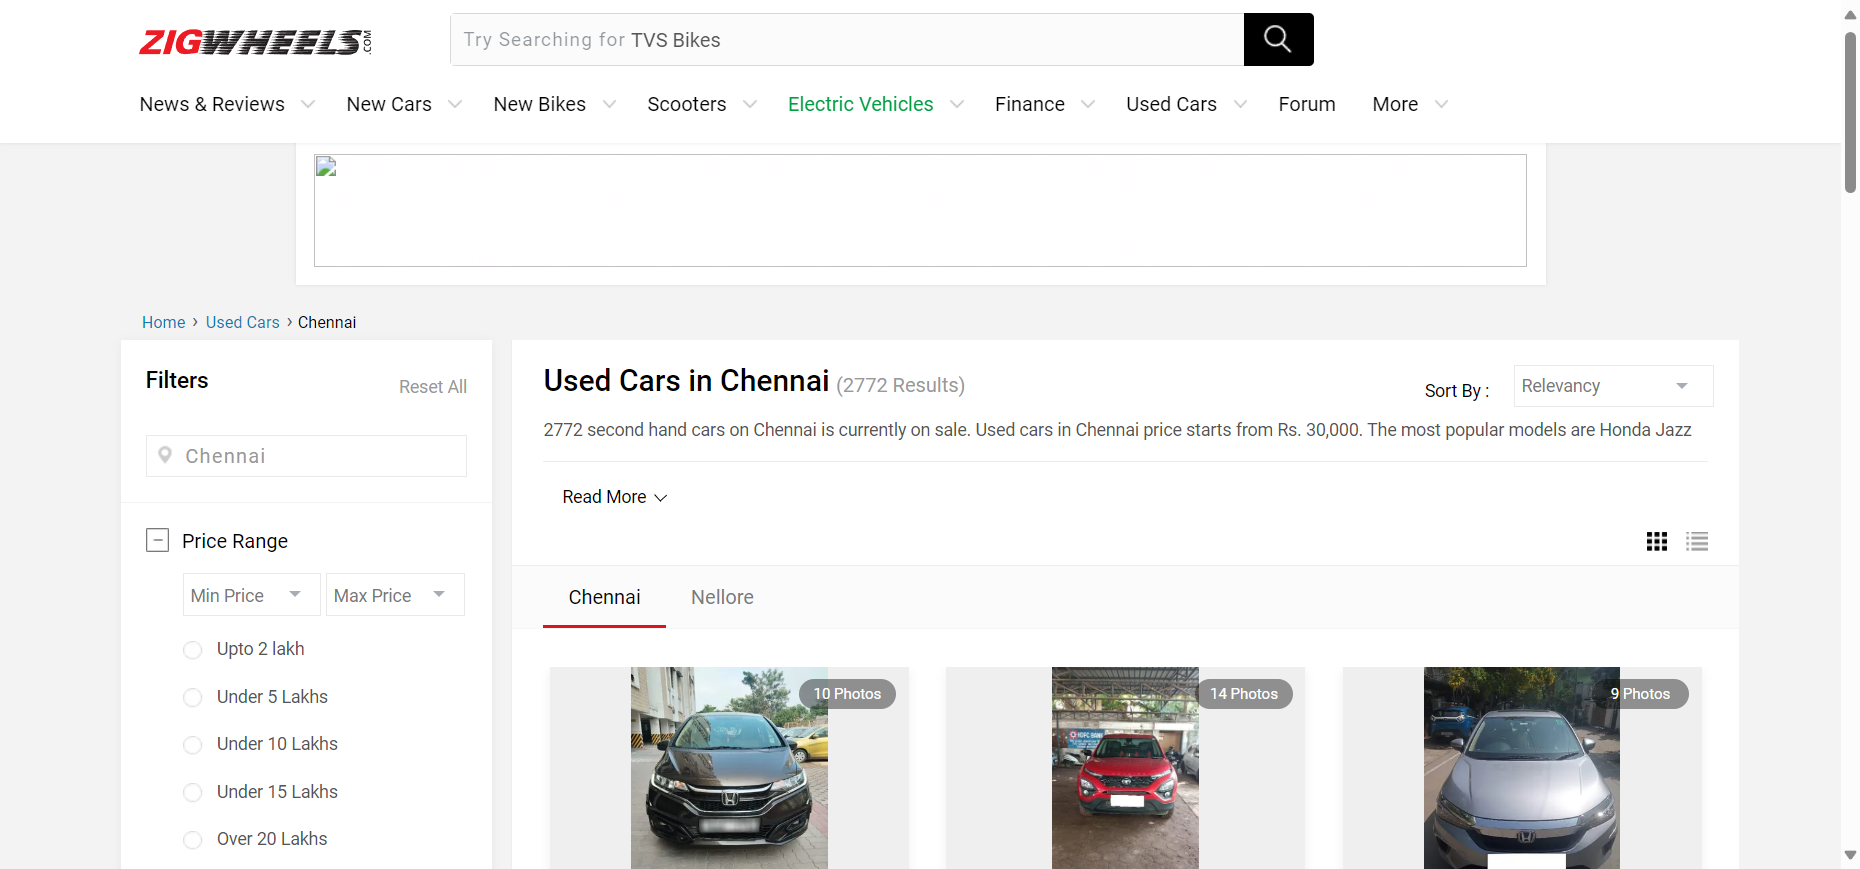 ZIGWHEELS.COM
Try Searching for TVS Bikes
News & Reviews New Cars New Bikes Scooters Electric Vehicles Finance Used Cars Forum More
Home › Used Cars › Chennai
Filters
Reset All
Chennai
Price Range
Min Price Max Price
Upto 2 lakh
Under 5 Lakhs
Under 10 Lakhs
Under 15 Lakhs
Over 20 Lakhs
Used Cars in Chennai (2772 Results)
Sort By : Relevancy
2772 second hand cars on Chennai is currently on sale. Used cars in Chennai price starts from Rs. 30,000. The most popular models are Honda Jazz
Read More
Chennai Nellore
10 Photos
14 Photos
HDFC BANK
9 Photos